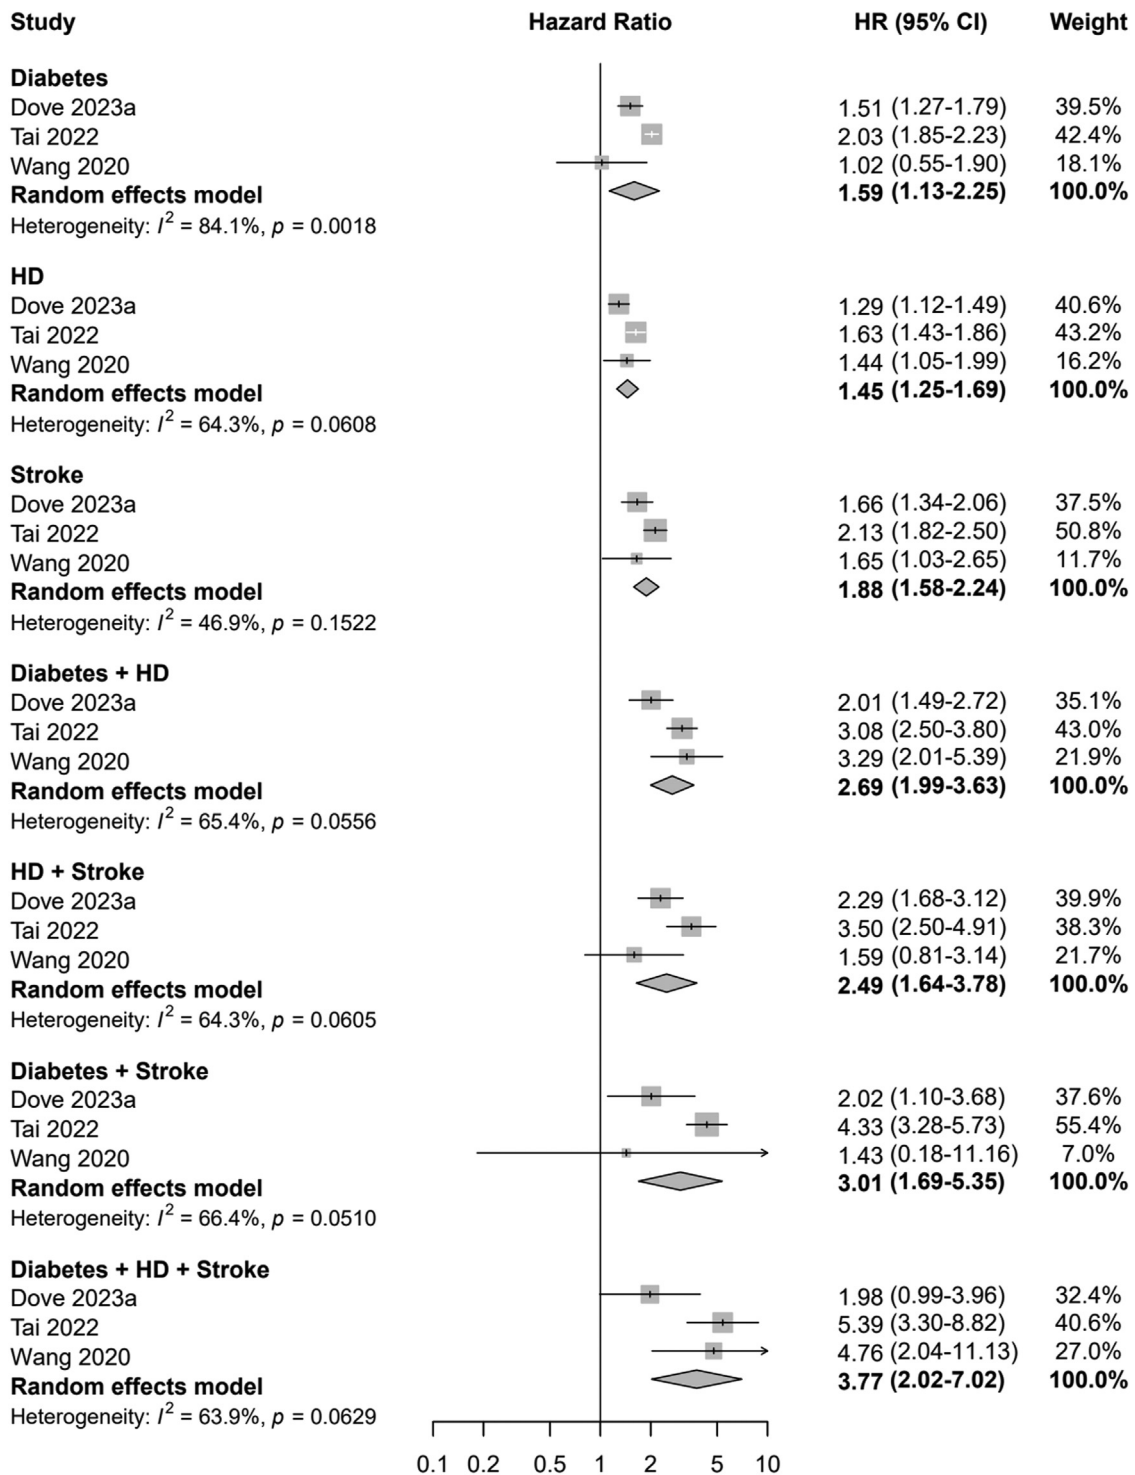 Study Hazard Ratio HR (95% CI) Weight
Diabetes
Dove 2023a 1.51 (1.27-1.79) 39.5%
Tai 2022 2.03 (1.85-2.23) 42.4%
Wang 2020 1.02 (0.55-1.90) 18.1%
Random effects model 1.59 (1.13-2.25) 100.0%
Heterogeneity: I² = 84.1%, p = 0.0018
HD
Dove 2023a 1.29 (1.12-1.49) 40.6%
Tai 2022 1.63 (1.43-1.86) 43.2%
Wang 2020 1.44 (1.05-1.99) 16.2%
Random effects model 1.45 (1.25-1.69) 100.0%
Heterogeneity: I² = 64.3%, p = 0.0608
Stroke
Dove 2023a 1.66 (1.34-2.06) 37.5%
Tai 2022 2.13 (1.82-2.50) 50.8%
Wang 2020 1.65 (1.03-2.65) 11.7%
Random effects model 1.88 (1.58-2.24) 100.0%
Heterogeneity: I² = 46.9%, p = 0.1522
Diabetes + HD
Dove 2023a 2.01 (1.49-2.72) 35.1%
Tai 2022 3.08 (2.50-3.80) 43.0%
Wang 2020 3.29 (2.01-5.39) 21.9%
Random effects model 2.69 (1.99-3.63) 100.0%
Heterogeneity: I² = 65.4%, p = 0.0556
HD + Stroke
Dove 2023a 2.29 (1.68-3.12) 39.9%
Tai 2022 3.50 (2.50-4.91) 38.3%
Wang 2020 1.59 (0.81-3.14) 21.7%
Random effects model 2.49 (1.64-3.78) 100.0%
Heterogeneity: I² = 64.3%, p = 0.0605
Diabetes + Stroke
Dove 2023a 2.02 (1.10-3.68) 37.6%
Tai 2022 4.33 (3.28-5.73) 55.4%
Wang 2020 1.43 (0.18-11.16) 7.0%
Random effects model 3.01 (1.69-5.35) 100.0%
Heterogeneity: I² = 66.4%, p = 0.0510
Diabetes + HD + Stroke
Dove 2023a 1.98 (0.99-3.96) 32.4%
Tai 2022 5.39 (3.30-8.82) 40.6%
Wang 2020 4.76 (2.04-11.13) 27.0%
Random effects model 3.77 (2.02-7.02) 100.0%
Heterogeneity: I² = 63.9%, p = 0.0629
0.1 0.2 0.5 1 2 5 10